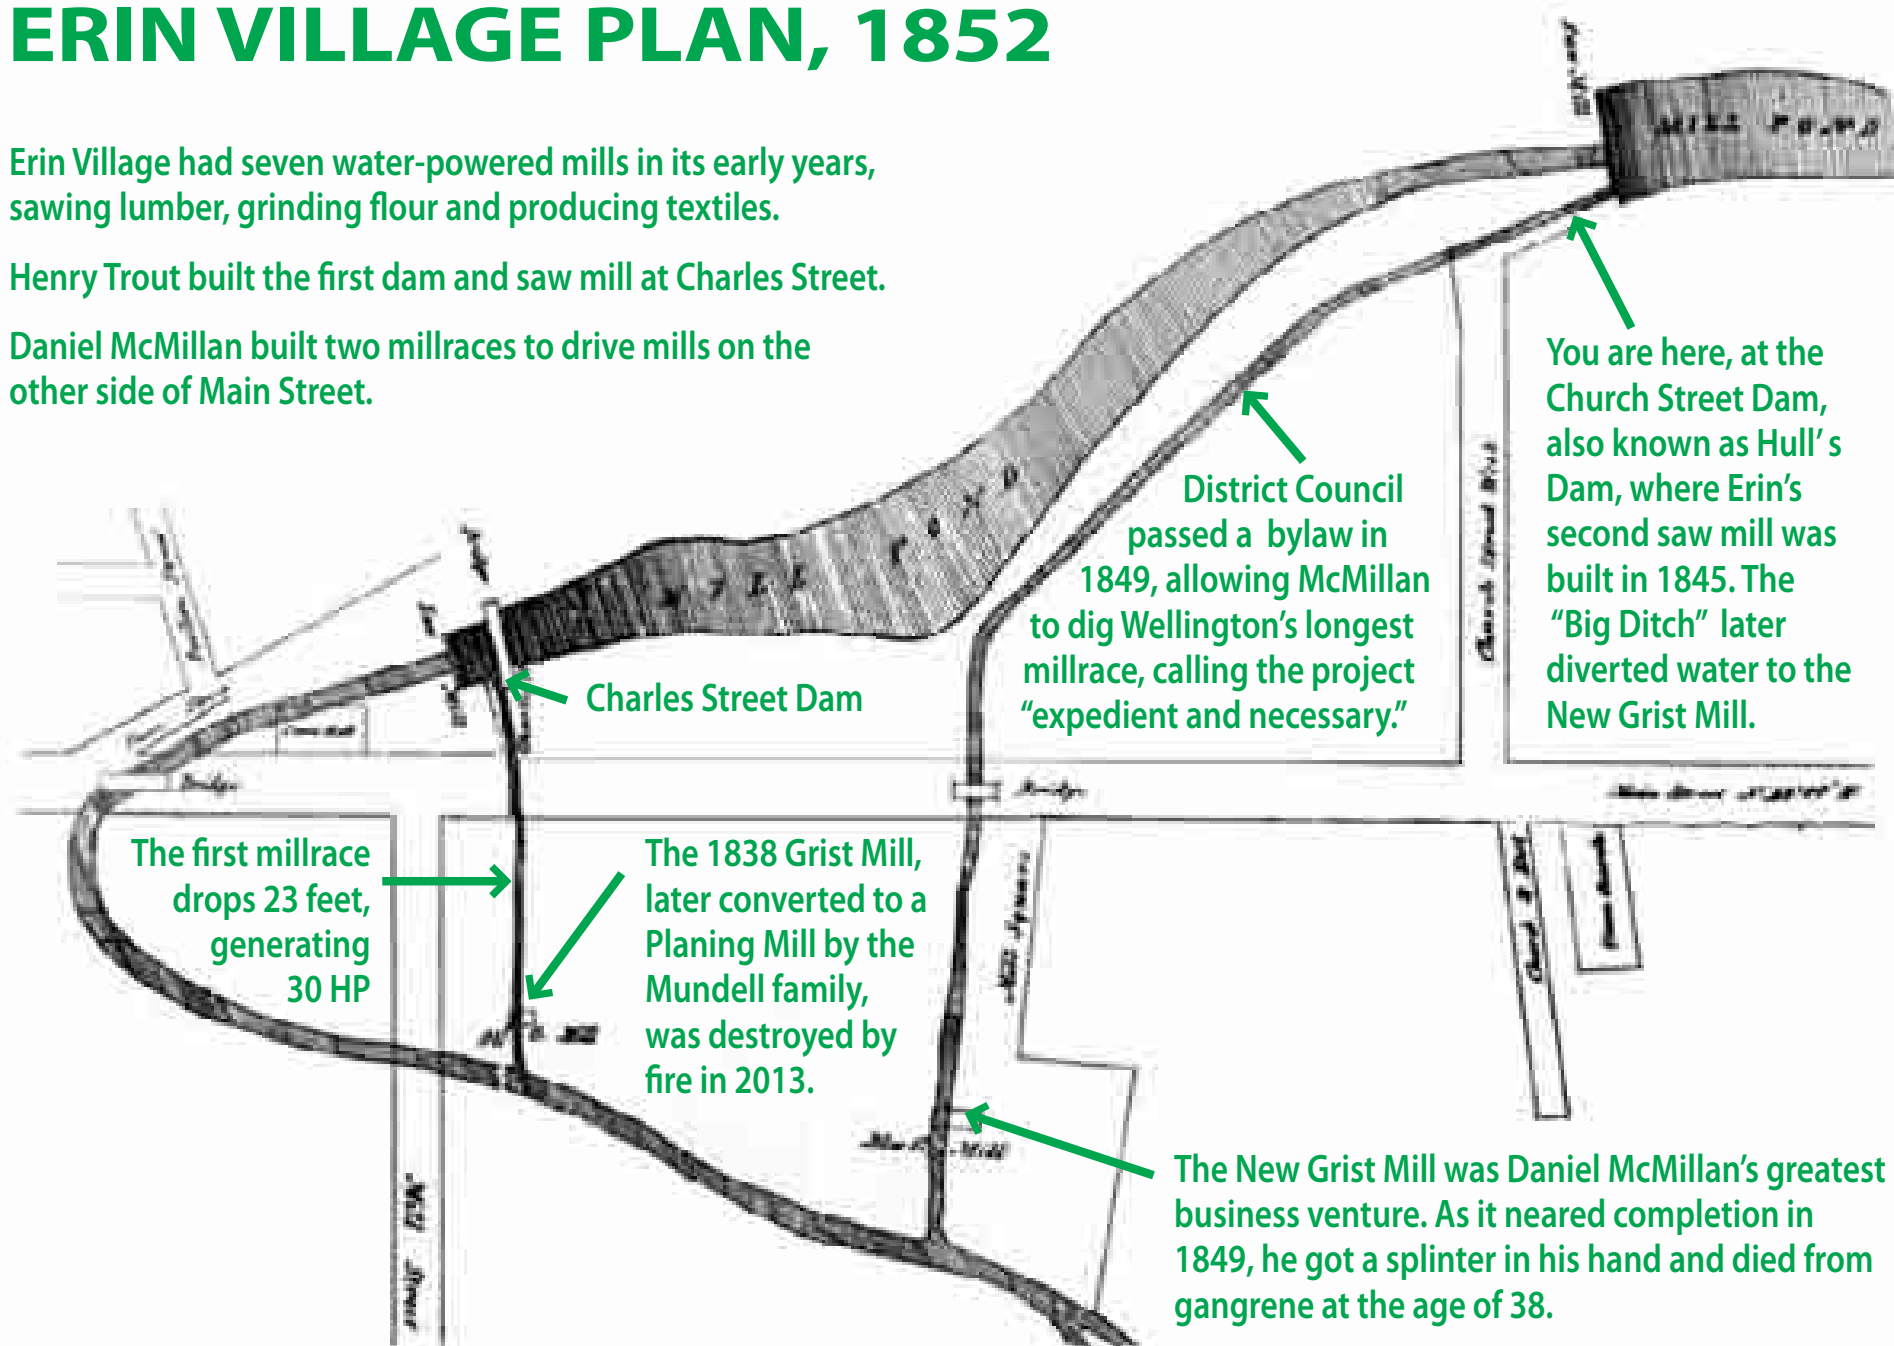 ERIN VILLAGE PLAN, 1852
Erin Village had seven water-powered mills in its early years,
sawing lumber, grinding flour and producing textiles.
Henry Trout built the first dam and saw mill at Charles Street.
Daniel McMillan built two millraces to drive mills on the
other side of Main Street.
MILL POND
MILL POND
You are here, at the
Church Street Dam,
also known as Hull's
Dam, where Erin's
second saw mill was
built in 1845. The
“Big Ditch” later
diverted water to the
New Grist Mill.
District Council
passed a bylaw in
1849, allowing McMillan
to dig Wellington's longest
millrace, calling the project
“expedient and necessary.”
Church Street
Charles Street Dam
Bridge
Bridge
Main Street
The first millrace
drops 23 feet,
generating
30 HP
The 1838 Grist Mill,
later converted to a
Planing Mill by the
Mundell family,
was destroyed by
fire in 2013.
Mill Square
Mill
The New Grist Mill was Daniel McMillan's greatest
business venture. As it neared completion in
1849, he got a splinter in his hand and died from
gangrene at the age of 38.